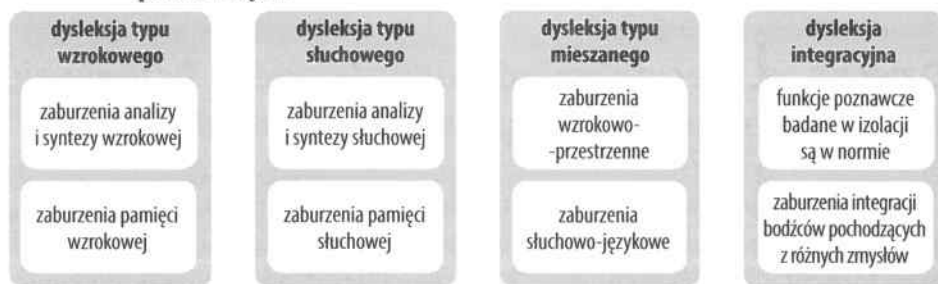 dysleksja typu
wzrokowego
zaburzenia analizy
i syntezy wzrokowej
zaburzenia pamięci
wzrokowej
dysleksja typu
słuchowego
zaburzenia analizy
i syntezy słuchowej
zaburzenia pamięci
słuchowej
dysleksja typu
mieszanego
zaburzenia
wzrokowo-
-przestrzenne
zaburzenia
słuchowo-językowe
dysleksja
integracyjna
funkcje poznawcze
badane w izolacji
są w normie
zaburzenia integracji
bodźców pochodzących
z różnych zmysłów